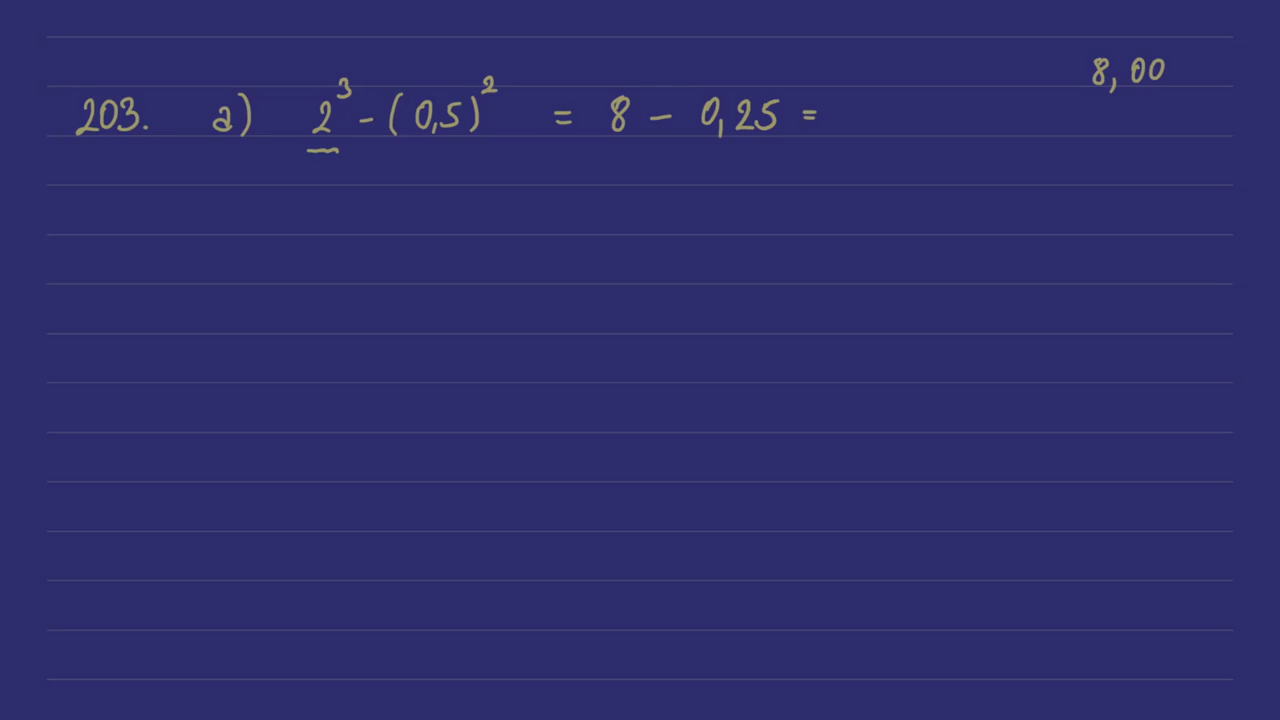 8,00
203. a) 2³ - (0,5)² = 8 - 0,25 =